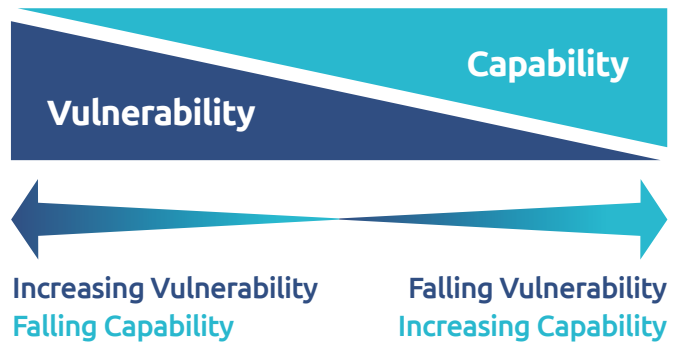 Capability
Vulnerability
Increasing Vulnerability
Falling Capability
Falling Vulnerability
Increasing Capability